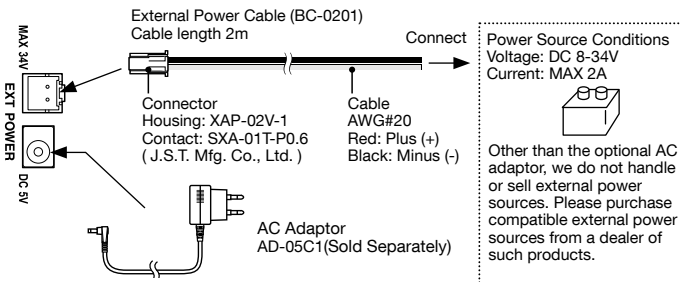 External Power Cable (BC-0201)
Cable length 2m
Connect
MAX 34V
EXT POWER
DC 5V
Connector
Housing: XAP-02V-1
Contact: SXA-01T-P0.6
( J.S.T. Mfg. Co., Ltd. )
Cable
AWG#20
Red: Plus (+)
Black: Minus (-)
AC Adaptor
AD-05C1(Sold Separately)
Power Source Conditions
Voltage: DC 8-34V
Current: MAX 2A
Other than the optional AC
adaptor, we do not handle
or sell external power
sources. Please purchase
compatible external power
sources from a dealer of
such products.